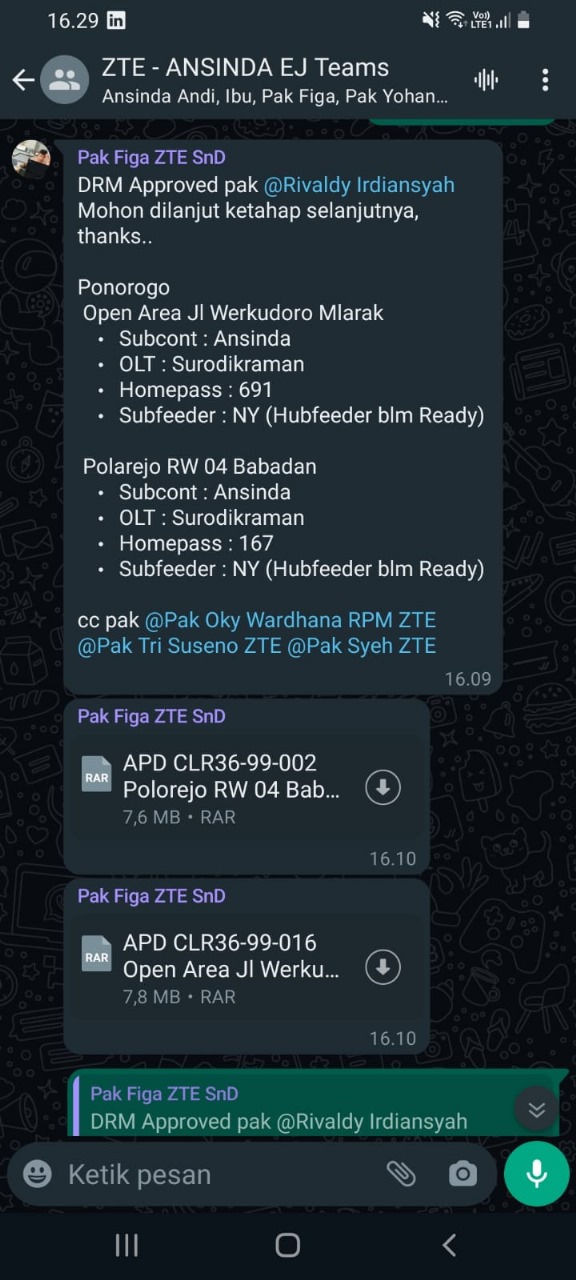 16.29
Vo))
LTE1
ZTE - ANSINDA EJ Teams
Ansinda Andi, Ibu, Pak Figa, Pak Yohan...
Pak Figa ZTE SnD
DRM Approved pak @Rivaldy Irdiansyah
Mohon dilanjut ketahap selanjutnya,
thanks..
Ponorogo
Open Area Jl Werkudoro Mlarak
• Subcont : Ansinda
• OLT : Surodikraman
• Homepass : 691
• Subfeeder : NY (Hubfeeder blm Ready)
Polarejo RW 04 Babadan
• Subcont : Ansinda
• OLT : Surodikraman
• Homepass : 167
• Subfeeder : NY (Hubfeeder blm Ready)
cc pak @Pak Oky Wardhana RPM ZTE
@Pak Tri Suseno ZTE @Pak Syeh ZTE
16.09
Pak Figa ZTE SnD
RAR
APD CLR36-99-002
Polorejo RW 04 Bab...
7,6 MB • RAR
16.10
Pak Figa ZTE SnD
RAR
APD CLR36-99-016
Open Area Jl Werku...
7,8 MB • RAR
16.10
Pak Figa ZTE SnD
DRM Approved pak @Rivaldy Irdiansyah
Ketik pesan